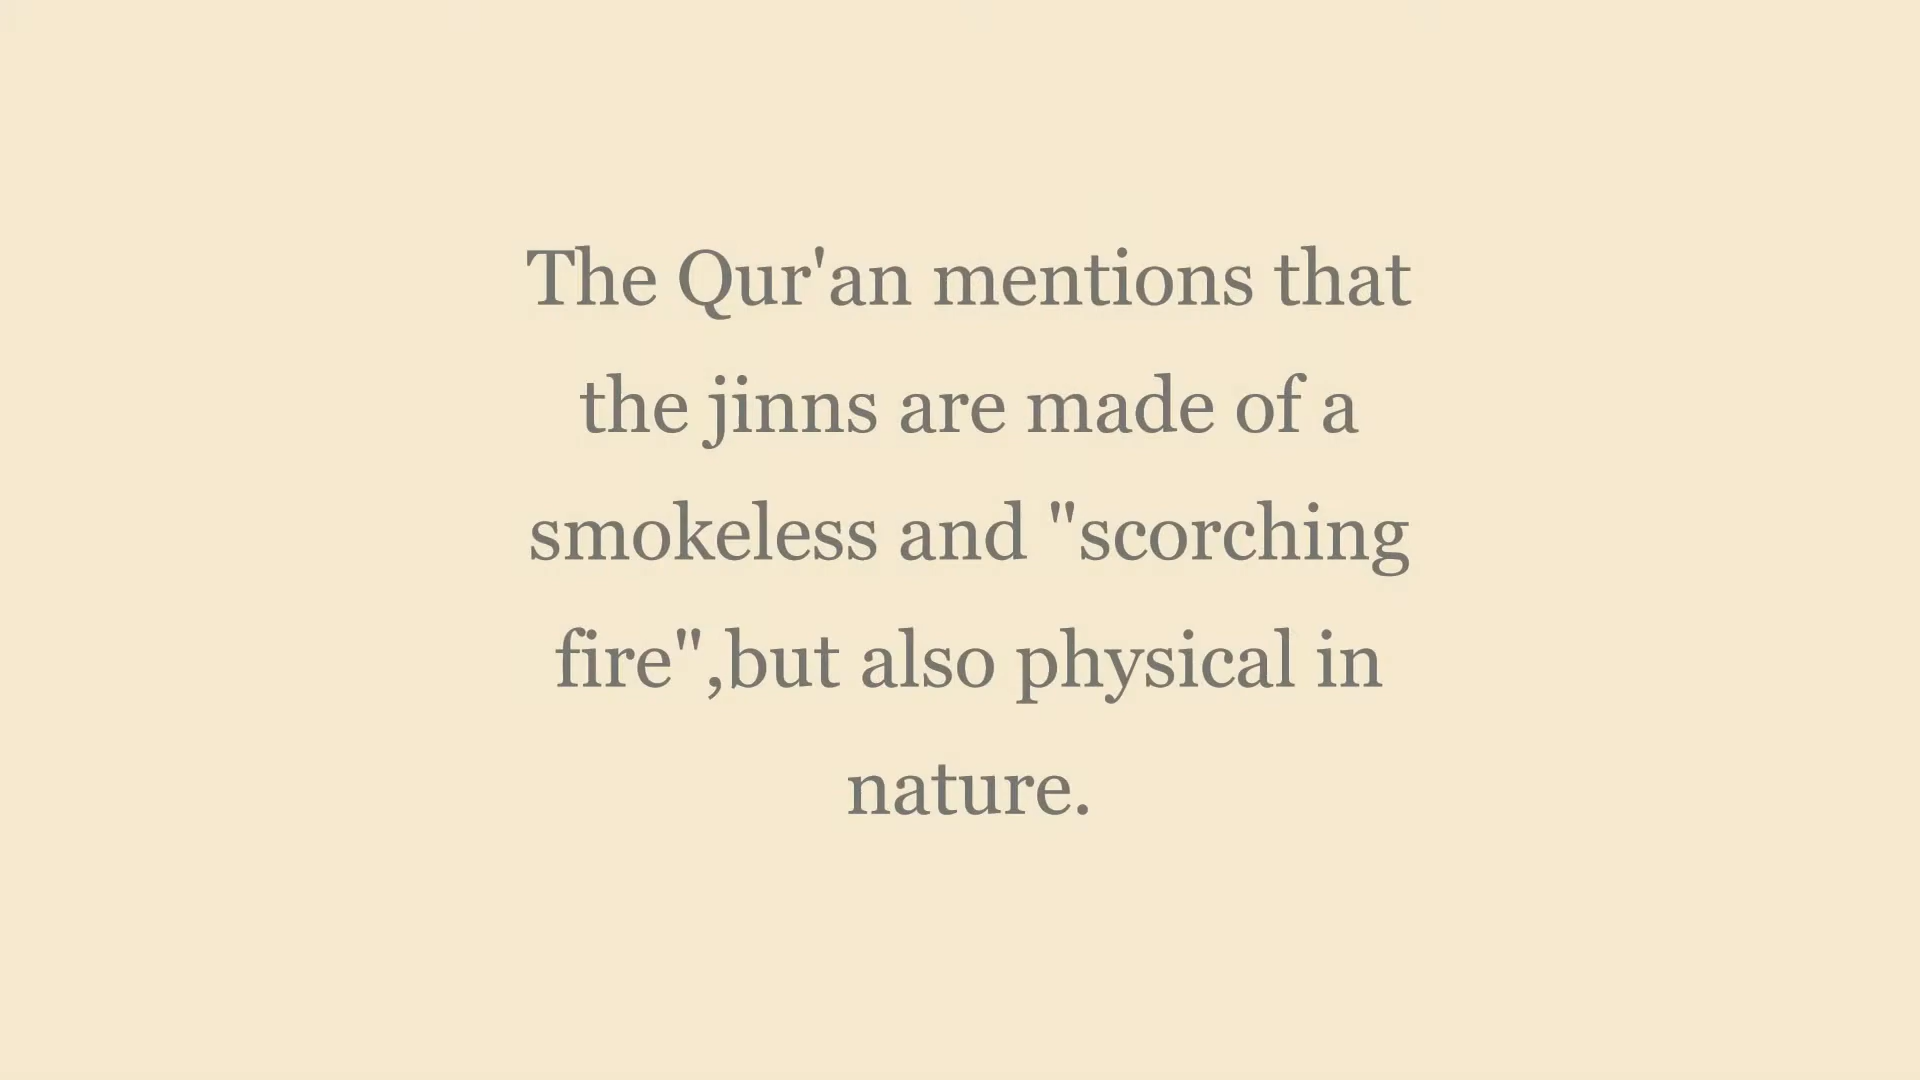 The Qur'an mentions that
the jinns are made of a
smokeless and "scorching
fire",but also physical in
nature.